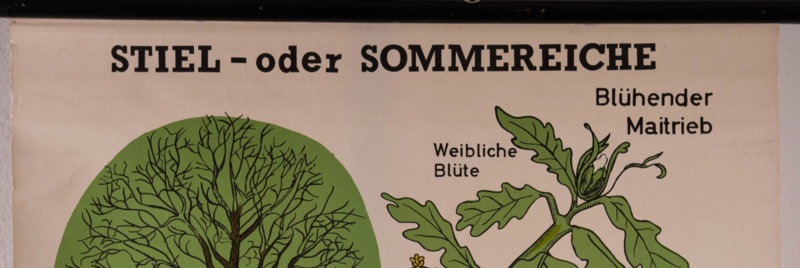 STIEL - oder SOMMEREICHE
Blühender
Maitrieb
Weibliche
Blüte